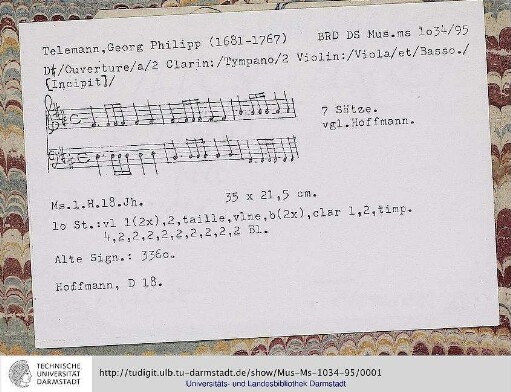 Telemann,Georg Philipp (1681-1767) BRD DS Mus.ms 1o34/95
D♯/Ouverture/a/2 Clarin:/Tympano/2 Violin:/Viola/et/Basso./
[Incipit]/
7 Sätze.
vgl.Hoffmann.
Ms.1.H.18.Jh. 35 x 21,5 cm.
1o St.:vl 1(2x),2,taille,vlne,b(2x),clar 1,2,timp.
4,2,2,2,2,2,2,2,2,2 Bl.
Alte Sign.: 336o.
Hoffmann, D 18.
TECHNISCHE
UNIVERSITÄT
DARMSTADT
http://tudigit.ulb.tu-darmstadt.de/show/Mus-Ms-1034-95/0001
Universitäts- und Landesbibliothek Darmstadt